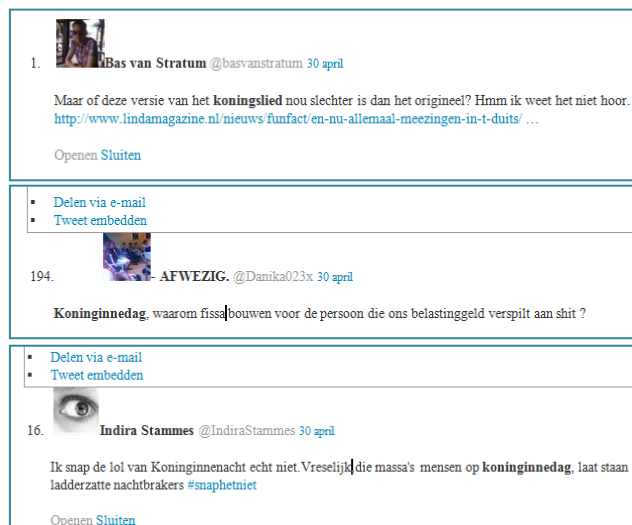 1. Bas van Stratum @basvanstratum 30 april
Maar of deze versie van het koningslied nou slechter is dan het origineel? Hmm ik weet het niet hoor.
http://www.lindamagazine.nl/nieuws/funfact/en-nu-allemaal-meezingen-in-t-duits/ …
Openen Sluiten
▪ Delen via e-mail
▪ Tweet embedden
194. - AFWEZIG. @Danika023x 30 april
Koninginnedag, waarom fissa bouwen voor de persoon die ons belastinggeld verspilt aan shit ?
▪ Delen via e-mail
▪ Tweet embedden
16. Indira Stammes @IndiraStammes 30 april
Ik snap de lol van Koninginnenacht echt niet.Vreselijk die massa's mensen op koninginnedag, laat staan
ladderzatte nachtbrakers #snaphetniet
Openen Sluiten